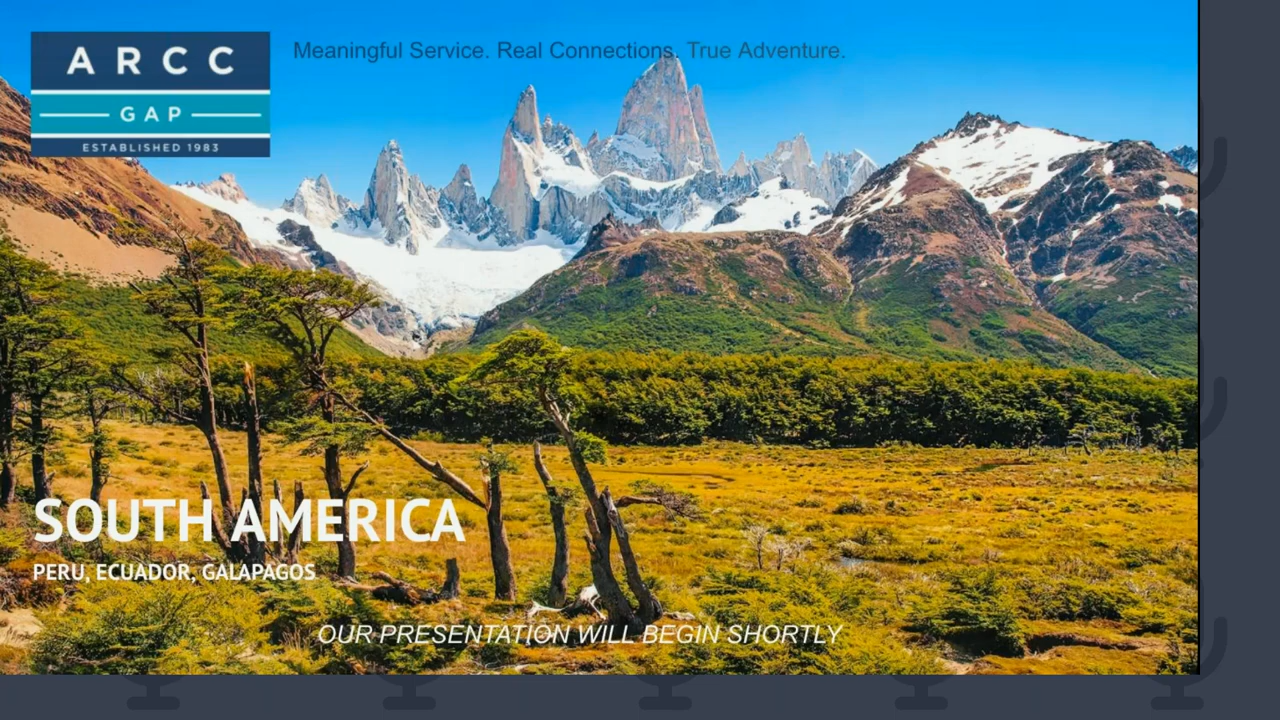 ARCC
GAP
ESTABLISHED 1983
Meaningful Service. Real Connections. True Adventure.
SOUTH AMERICA
PERU, ECUADOR, GALAPAGOS
OUR PRESENTATION WILL BEGIN SHORTLY